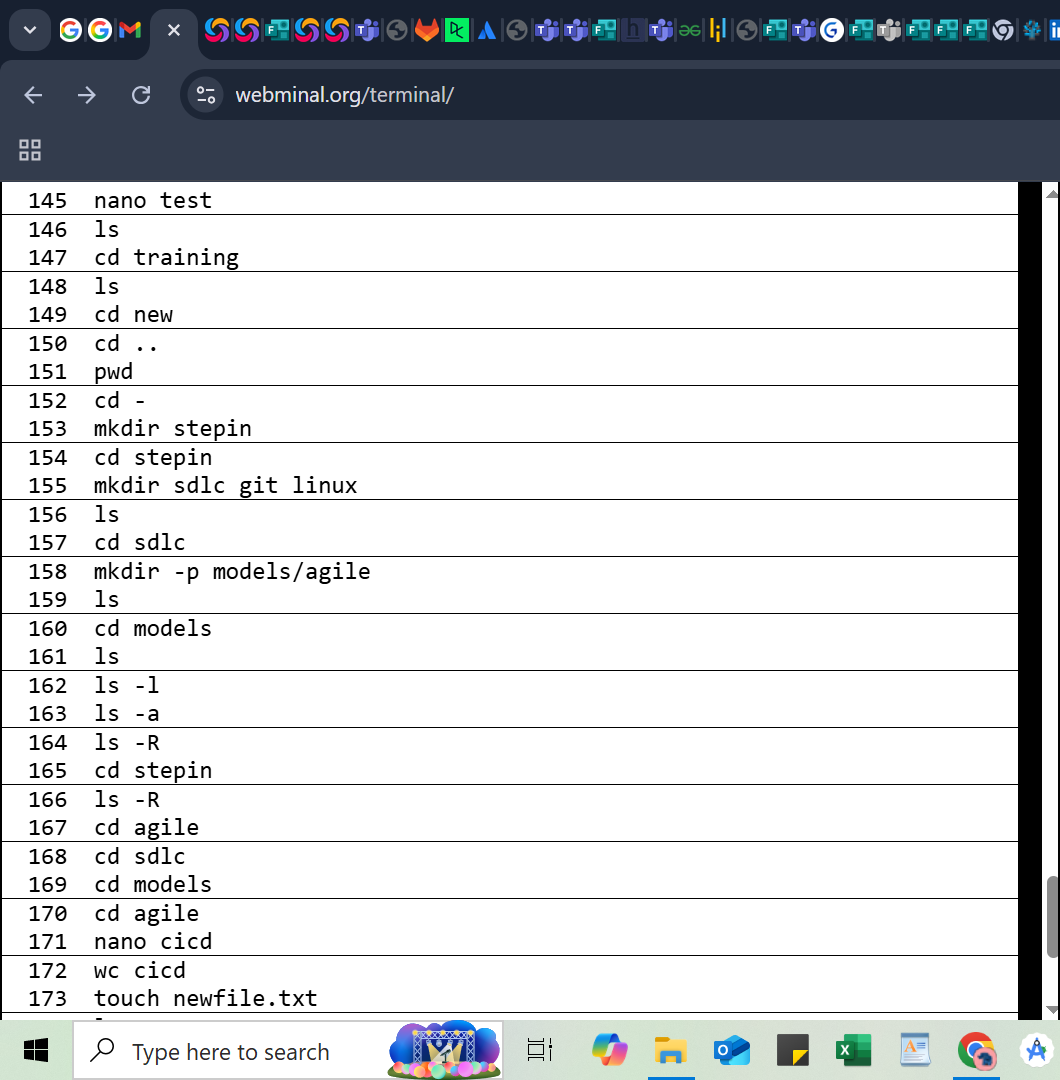 webminal.org/terminal/
145 nano test
146 ls
147 cd training
148 ls
149 cd new
150 cd ..
151 pwd
152 cd -
153 mkdir stepin
154 cd stepin
155 mkdir sdlc git linux
156 ls
157 cd sdlc
158 mkdir -p models/agile
159 ls
160 cd models
161 ls
162 ls -l
163 ls -a
164 ls -R
165 cd stepin
166 ls -R
167 cd agile
168 cd sdlc
169 cd models
170 cd agile
171 nano cicd
172 wc cicd
173 touch newfile.txt
Type here to search